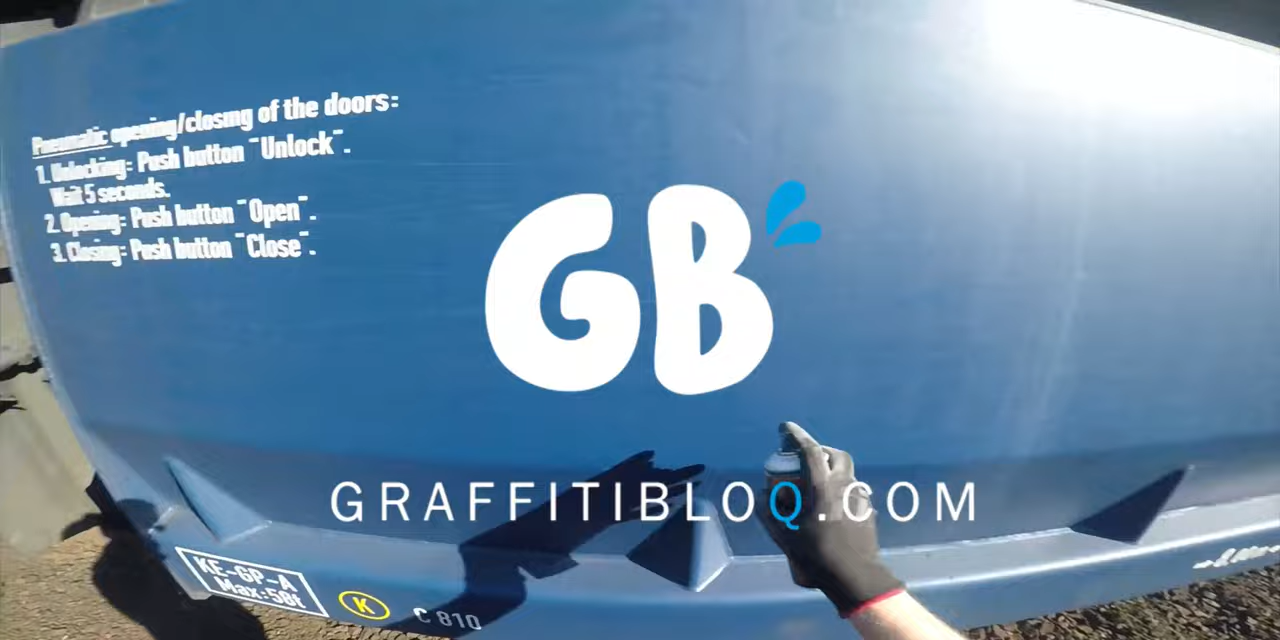 Pneumatic opening/closing of the doors:
1. Unlocking: Push button "Unlock".
Wait 5 seconds.
2. Opening: Push button "Open".
3. Closing: Push button "Close".
GB
GRAFFITIBLOQ.COM
KE-GP-A
Max:58t
K
C 810